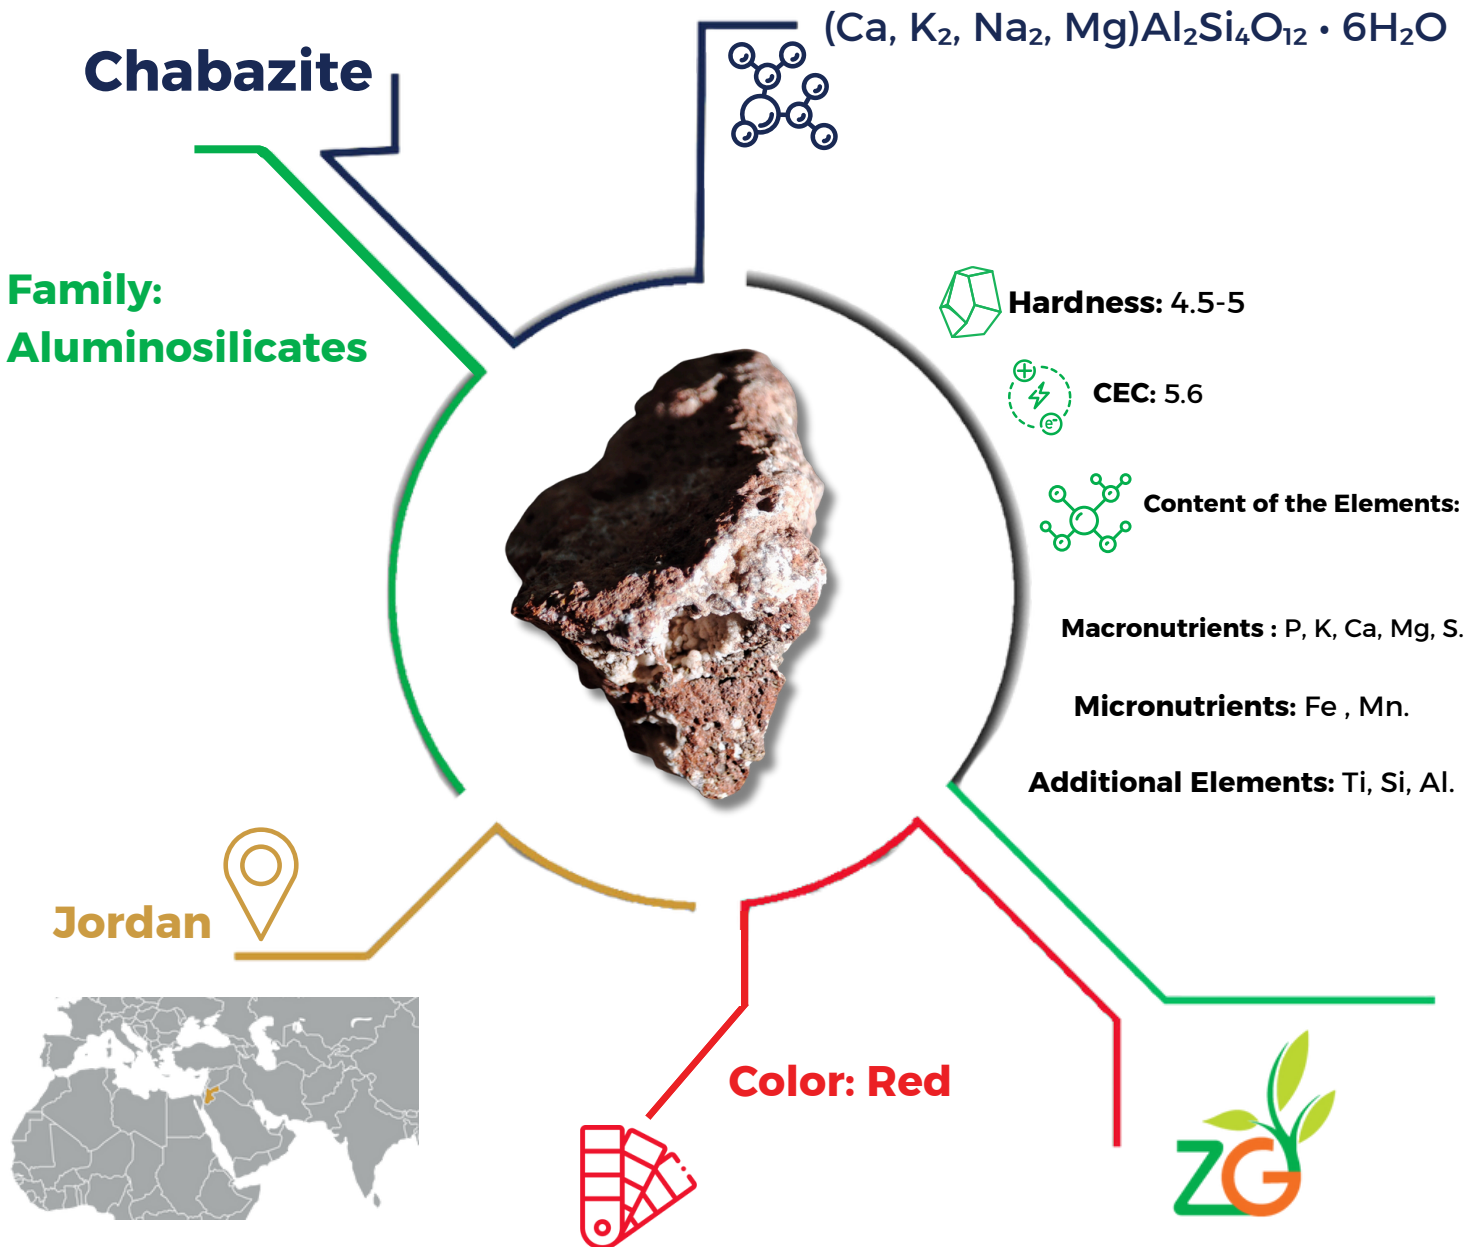 Chabazite
(Ca, K₂, Na₂, Mg)Al₂Si₄O₁₂ • 6H₂O
Family:
Aluminosilicates
Hardness: 4.5-5
CEC: 5.6
e⁻
Content of the Elements:
Macronutrients : P, K, Ca, Mg, S.
Micronutrients: Fe , Mn.
Additional Elements: Ti, Si, Al.
Jordan
Color: Red
ZG